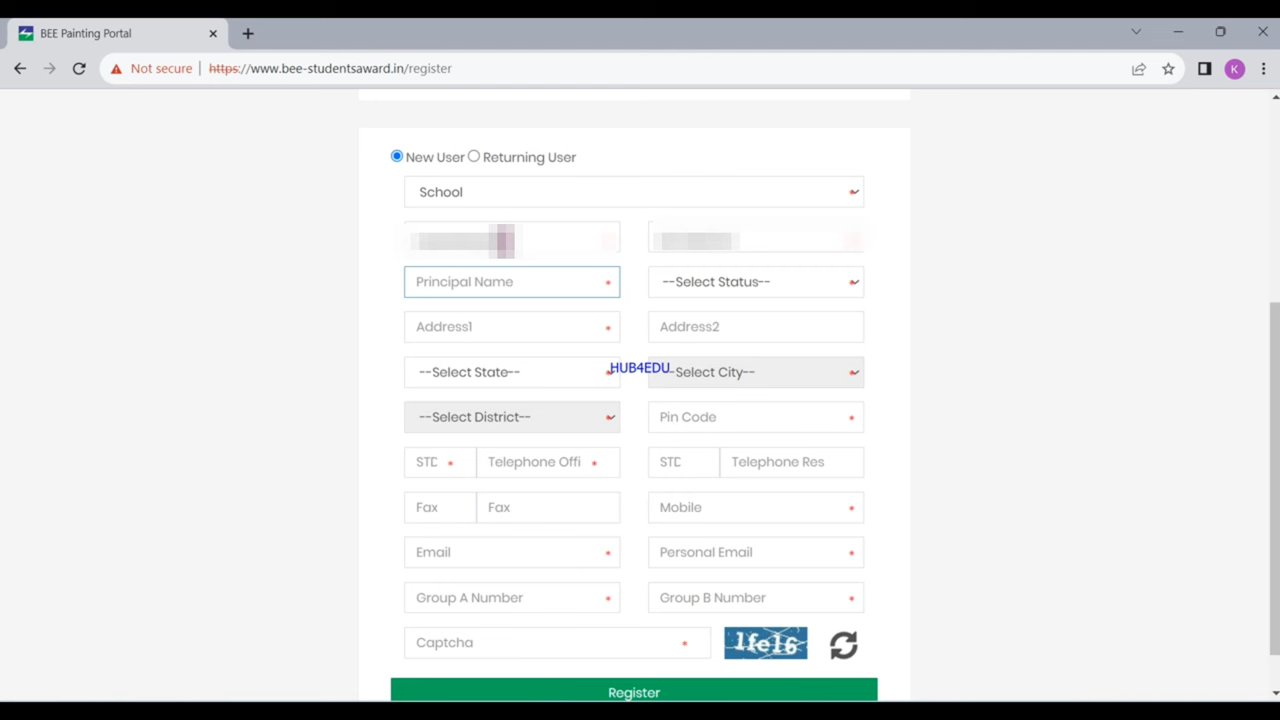 BEE Painting Portal
Not secure | https://www.bee-studentsaward.in/register
K
New User Returning User
School
Principal Name * --Select Status--
Address1 * Address2
--Select State-- HUB4EDU --Select City--
--Select District-- Pin Code *
STD * Telephone Offi * STD Telephone Res
Fax Fax Mobile *
Email * Personal Email *
Group A Number * Group B Number *
Captcha * 1fe16
Register